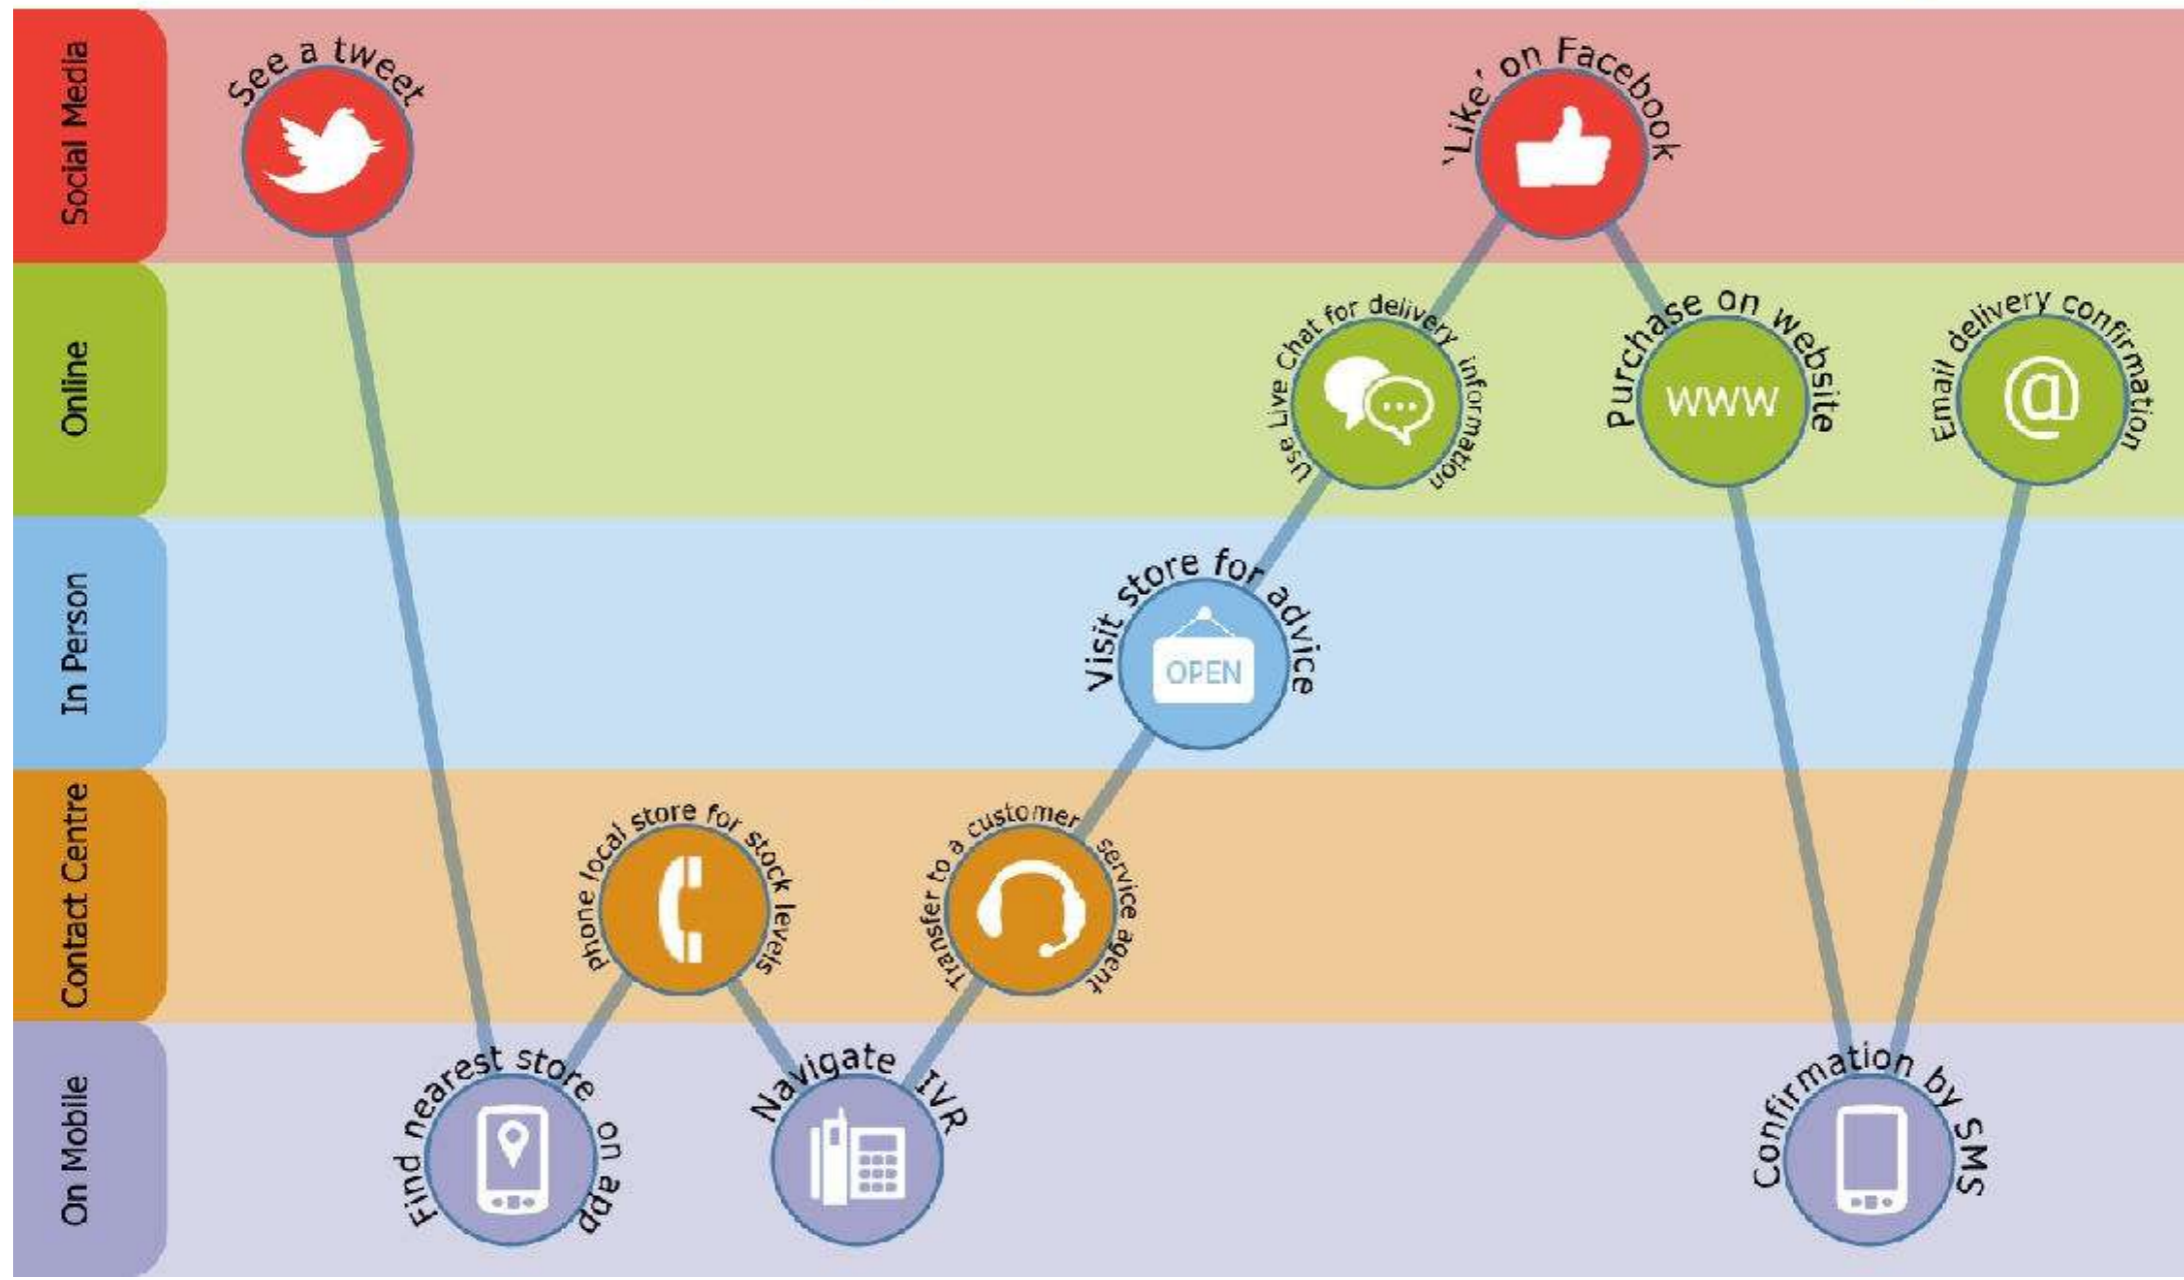 Social Media
See a tweet
‘Like’ on Facebook
Online
Use Live Chat for delivery information
Purchase on website
www
Email delivery confirmation
@
In Person
Visit store for advice
OPEN
Contact Centre
Phone local store for stock levels
Transfer to a customer service agent
On Mobile
Find nearest store on app
Navigate IVR
Confirmation by SMS